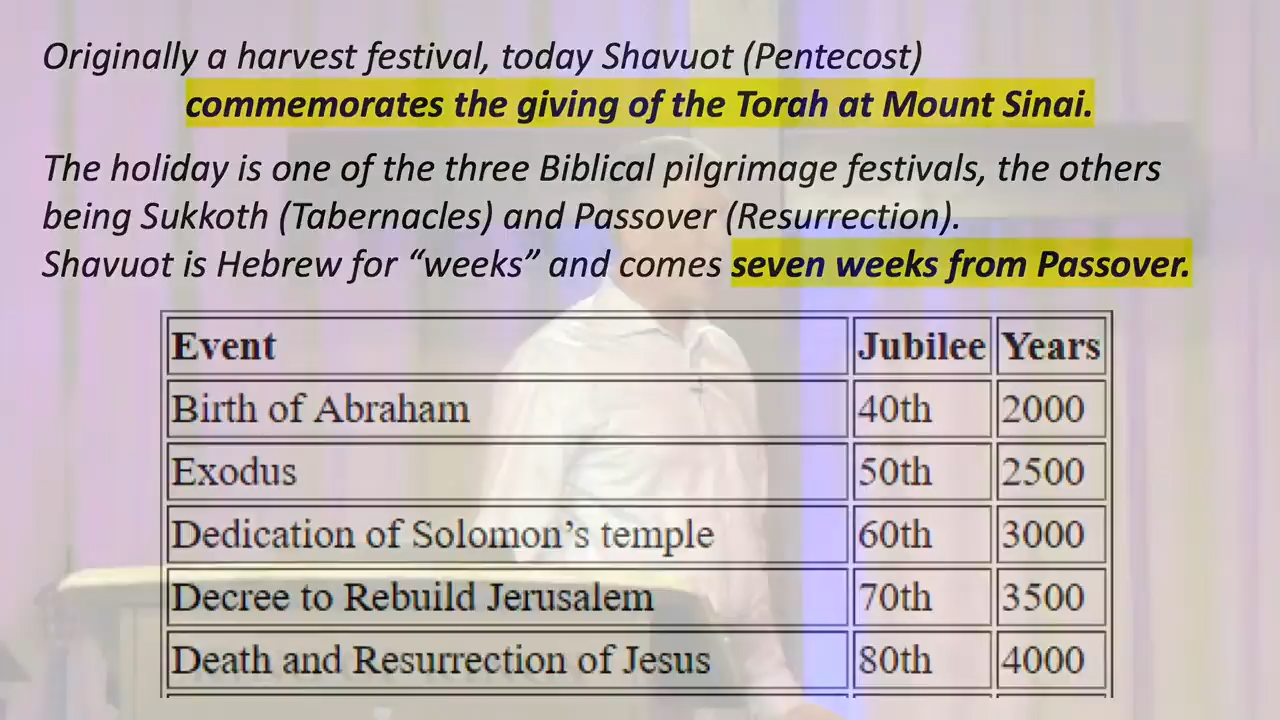 Originally a harvest festival, today Shavuot (Pentecost)
commemorates the giving of the Torah at Mount Sinai.
The holiday is one of the three Biblical pilgrimage festivals, the others
being Sukkoth (Tabernacles) and Passover (Resurrection).
Shavuot is Hebrew for “weeks” and comes seven weeks from Passover.
Event Jubilee Years
Birth of Abraham 40th 2000
Exodus 50th 2500
Dedication of Solomon’s temple 60th 3000
Decree to Rebuild Jerusalem 70th 3500
Death and Resurrection of Jesus 80th 4000